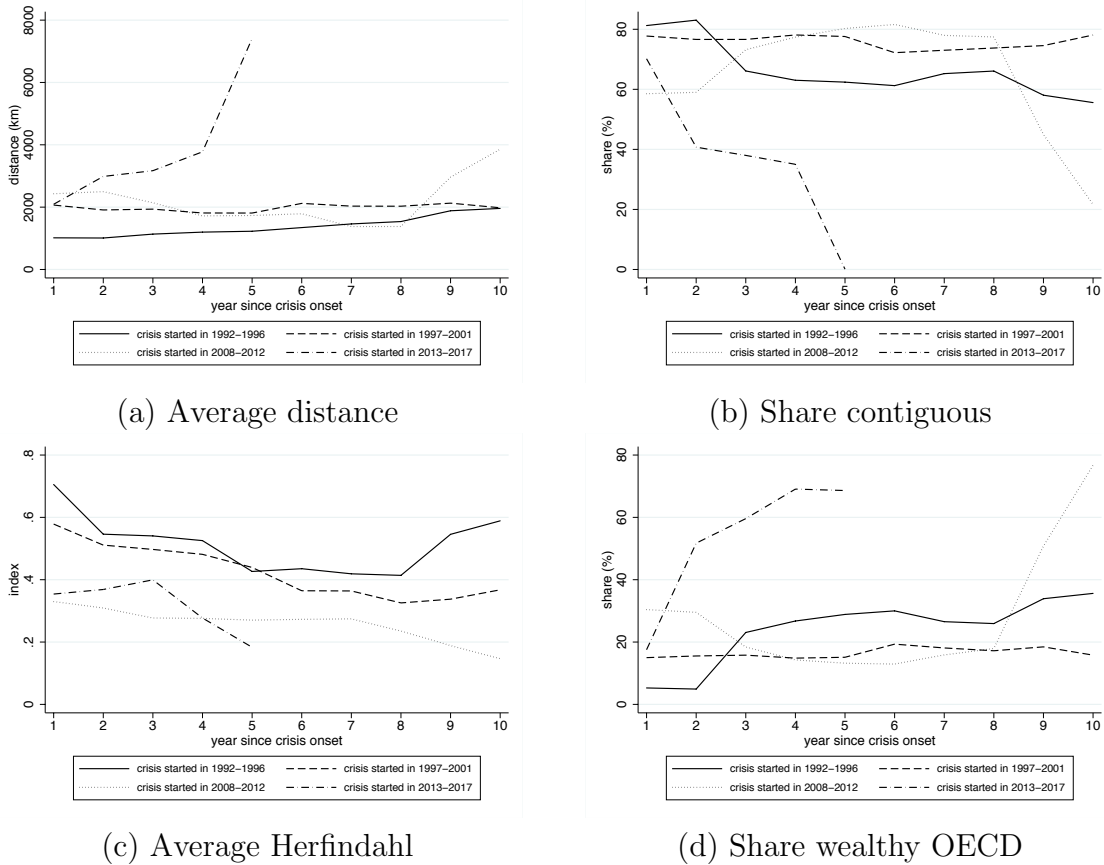 distance (km)
0 2000 4000 6000 8000
1 2 3 4 5 6 7 8 9 10
year since crisis onset
crisis started in 1992−1996 crisis started in 1997−2001
crisis started in 2008−2012 crisis started in 2013−2017
(a) Average distance
share (%)
0 20 40 60 80
1 2 3 4 5 6 7 8 9 10
year since crisis onset
crisis started in 1992−1996 crisis started in 1997−2001
crisis started in 2008−2012 crisis started in 2013−2017
(b) Share contiguous
index
0 .2 .4 .6 .8
1 2 3 4 5 6 7 8 9 10
year since crisis onset
crisis started in 1992−1996 crisis started in 1997−2001
crisis started in 2008−2012 crisis started in 2013−2017
(c) Average Herfindahl
share (%)
0 20 40 60 80
1 2 3 4 5 6 7 8 9 10
year since crisis onset
crisis started in 1992−1996 crisis started in 1997−2001
crisis started in 2008−2012 crisis started in 2013−2017
(d) Share wealthy OECD